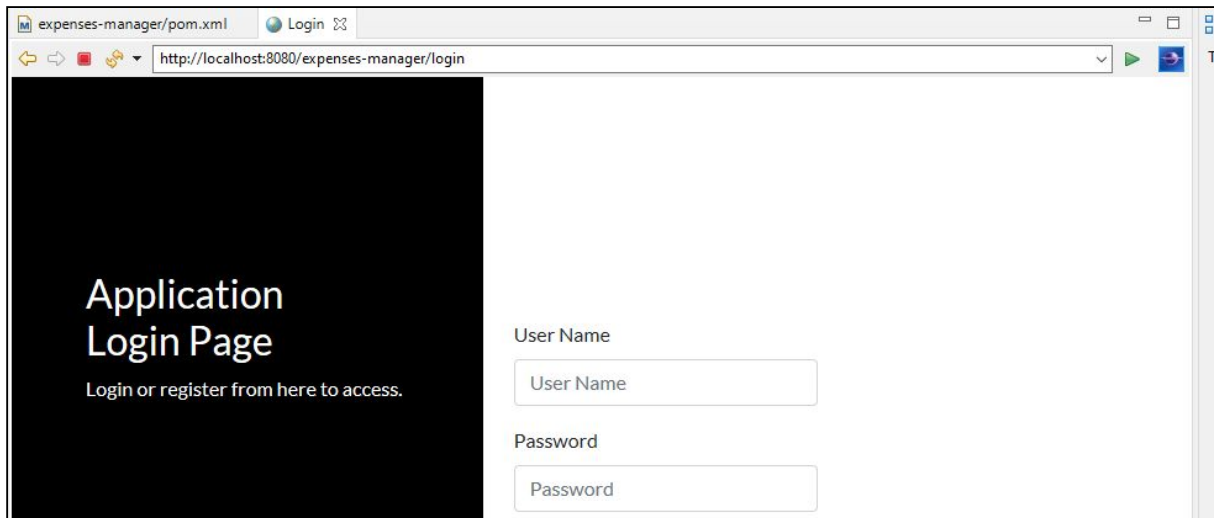 expenses-manager/pom.xml Login
http://localhost:8080/expenses-manager/login
Application
Login Page
Login or register from here to access.
User Name
User Name
Password
Password